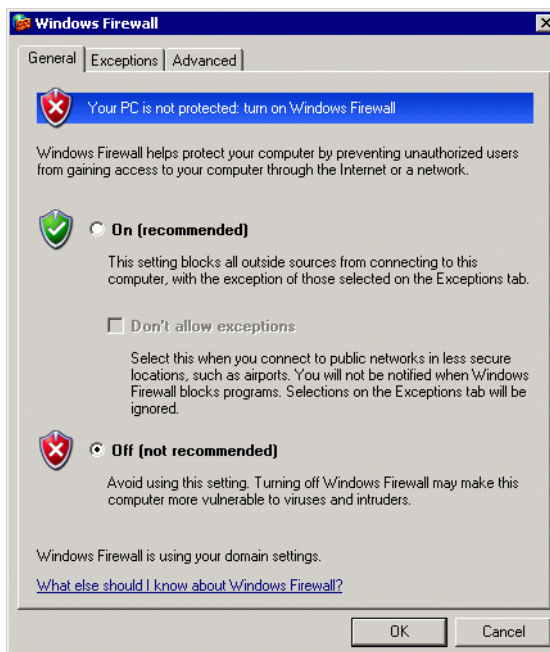 Windows Firewall
General Exceptions Advanced
Your PC is not protected: turn on Windows Firewall
Windows Firewall helps protect your computer by preventing unauthorized users
from gaining access to your computer through the Internet or a network.
On (recommended)
This setting blocks all outside sources from connecting to this
computer, with the exception of those selected on the Exceptions tab.
Don't allow exceptions
Select this when you connect to public networks in less secure
locations, such as airports. You will not be notified when Windows
Firewall blocks programs. Selections on the Exceptions tab will be
ignored.
Off (not recommended)
Avoid using this setting. Turning off Windows Firewall may make this
computer more vulnerable to viruses and intruders.
Windows Firewall is using your domain settings.
What else should I know about Windows Firewall?
OK Cancel